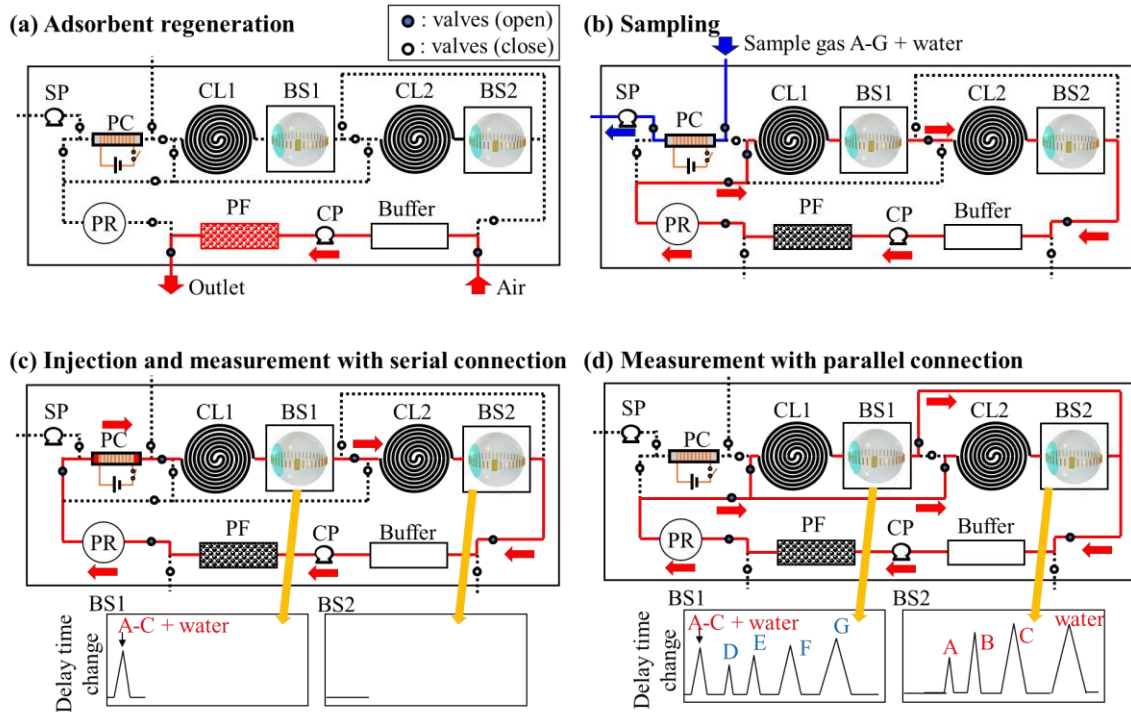 (a) Adsorbent regeneration
: valves (open)
: valves (close)
SP
PC
CL1
BS1
CL2
BS2
PR
PF
CP
Buffer
Outlet
Air
(b) Sampling
Sample gas A-G + water
SP
PC
CL1
BS1
CL2
BS2
PR
PF
CP
Buffer
(c) Injection and measurement with serial connection
SP
PC
CL1
BS1
CL2
BS2
PR
PF
CP
Buffer
BS1
A-C + water
Delay time
change
BS2
(d) Measurement with parallel connection
SP
PC
CL1
BS1
CL2
BS2
PR
PF
CP
Buffer
BS1
A-C + water
D
E
F
G
Delay time
change
BS2
A
B
C
water